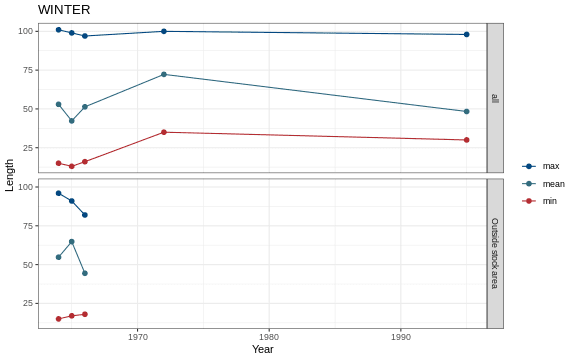 WINTER
100
75
50
25
all
100
75
50
25
Outside stock area
1970
1980
1990
Year
Length
max
mean
min